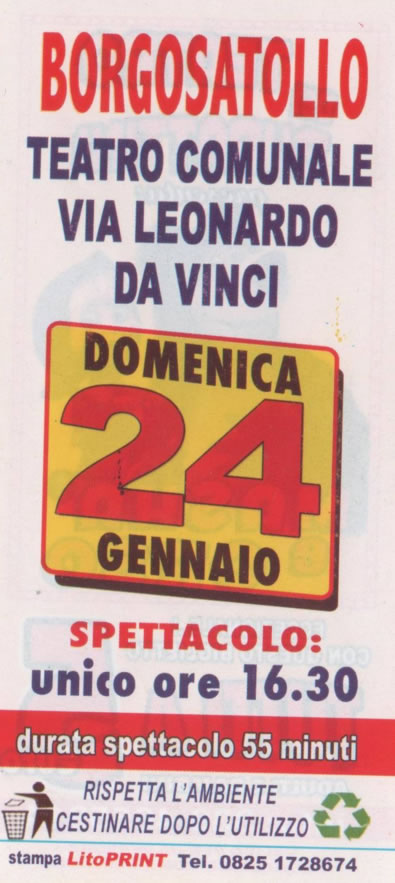 BORGOSATOLLO
TEATRO COMUNALE
VIA LEONARDO
DA VINCI
DOMENICA
24
GENNAIO
SPETTACOLO:
unico ore 16.30
durata spettacolo 55 minuti
RISPETTA L'AMBIENTE
CESTINARE DOPO L'UTILIZZO
stampa LitoPRINT Tel. 0825 1728674